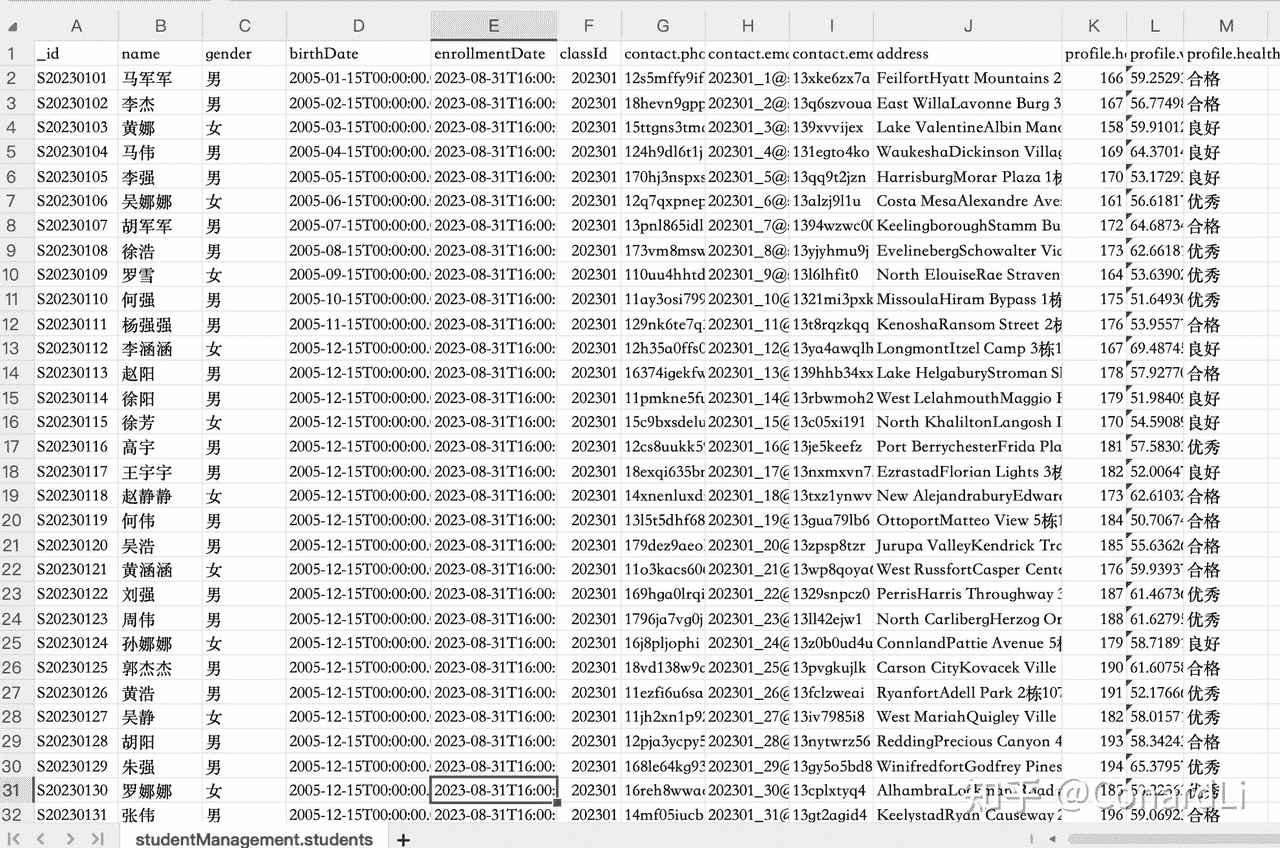 A B C D E F G H I J K L M
1 _id name gender birthDate enrollmentDate classId contact.pho contact.eme contact.eme address profile.he profile.v profile.health
2 S20230101 马军军 男 2005-01-15T00:00:00. 2023-08-31T16:00: 202301 12s5mffy9if 202301_1@s 13xke6zx7a FeilfortHyatt Mountains 2 166 59.2529 合格
3 S20230102 李杰 男 2005-02-15T00:00:00. 2023-08-31T16:00: 202301 18hevn9gpp 202301_2@s 13q6szvoua East WillaLavonne Burg 3 167 56.7749 合格
4 S20230103 黄娜 女 2005-03-15T00:00:00. 2023-08-31T16:00: 202301 15ttgns3tm 202301_3@s 139xvvijex Lake ValentineAlbin Mano 158 59.9101 良好
5 S20230104 马伟 男 2005-04-15T00:00:00. 2023-08-31T16:00: 202301 124h9dl6t1j 202301_4@s 131egto4ko WaukeshaDickinson Villag 169 64.3701 良好
6 S20230105 李强 男 2005-05-15T00:00:00. 2023-08-31T16:00: 202301 170hj3nspxs 202301_5@s 13qq9t2jzn HarrisburgMorar Plaza 1栋 170 53.1729 良好
7 S20230106 吴娜娜 女 2005-06-15T00:00:00. 2023-08-31T16:00: 202301 12q7qxpnep 202301_6@s 13alzj9l1u Costa MesaAlexandre Ave 161 56.6181 优秀
8 S20230107 胡军军 男 2005-07-15T00:00:00. 2023-08-31T16:00: 202301 13pnl865idl 202301_7@s 1394wzwc0 KeelingboroughStamm Bu 172 64.6873 合格
9 S20230108 徐浩 男 2005-08-15T00:00:00. 2023-08-31T16:00: 202301 173vm8msw 202301_8@s 13yjyhmu9j EvelinebergSchowalter Vi 173 62.6618 优秀
10 S20230109 罗雪 女 2005-09-15T00:00:00. 2023-08-31T16:00: 202301 110uu4hhtd 202301_9@s 13l6lhfit0 North ElouiseRae Straven 164 53.6390 优秀
11 S20230110 何强 男 2005-10-15T00:00:00. 2023-08-31T16:00: 202301 11ay3osi799 202301_10@ 1321mi3pxk MissoulaHiram Bypass 1栋 175 51.6493 优秀
12 S20230111 杨强强 男 2005-11-15T00:00:00. 2023-08-31T16:00: 202301 129nk6te7q 202301_11@ 13t8rqzkqq KenoshaRansom Street 2栋 176 53.9557 合格
13 S20230112 李涵涵 女 2005-12-15T00:00:00. 2023-08-31T16:00: 202301 12h35a0ffs0 202301_12@ 13ya4awqlh LongmontItzel Camp 3栋1 167 69.4874 良好
14 S20230113 赵阳 男 2005-12-15T00:00:00. 2023-08-31T16:00: 202301 16374igekfw 202301_13@ 139hhb34xx Lake HelgaburyStroman Sl 178 57.9277 合格
15 S20230114 徐阳 男 2005-12-15T00:00:00. 2023-08-31T16:00: 202301 11pmkne5fu 202301_14@ 13rbwmoh2 West LelahmouthMaggio 179 51.9840 良好
16 S20230115 徐芳 女 2005-12-15T00:00:00. 2023-08-31T16:00: 202301 15c9bxsdelu 202301_15@ 13c05xi191 North KhaliltonLangosh 170 54.5908 良好
17 S20230116 高宇 男 2005-12-15T00:00:00. 2023-08-31T16:00: 202301 12cs8uukk5 202301_16@ 13je5keefz Port BerrychesterFrida Pla 181 57.5830 优秀
18 S20230117 王宇宇 男 2005-12-15T00:00:00. 2023-08-31T16:00: 202301 18exqi635br 202301_17@ 13nxmxvn7 EzrastadFlorian Lights 3栋 182 52.0064 良好
19 S20230118 赵静静 女 2005-12-15T00:00:00. 2023-08-31T16:00: 202301 14xnenluxd 202301_18@ 13txz1ynwv New AlejandraburyEdward 173 62.6103 合格
20 S20230119 何伟 男 2005-12-15T00:00:00. 2023-08-31T16:00: 202301 13l5t5dhf68 202301_19@ 13gua79lb6 OttoportMatteo View 5栋1 184 50.7067 合格
21 S20230120 吴浩 男 2005-12-15T00:00:00. 2023-08-31T16:00: 202301 179dez9aeo 202301_20@ 13zpsp8tzr Jurupa ValleyKendrick Tra 185 55.6362 合格
22 S20230121 黄涵涵 女 2005-12-15T00:00:00. 2023-08-31T16:00: 202301 11o3kacs60 202301_21@ 13wp8qoya West RussfortCasper Cente 176 59.9393 合格
23 S20230122 刘强 男 2005-12-15T00:00:00. 2023-08-31T16:00: 202301 169hga0lrqi 202301_22@ 1329snpcz0 PerrisHarris Throughway 3 187 61.4673 优秀
24 S20230123 周伟 男 2005-12-15T00:00:00. 2023-08-31T16:00: 202301 1796ja7vg0j 202301_23@ 13ll42ejw1 North CarlibergHerzog Or 188 61.6279 优秀
25 S20230124 孙娜娜 女 2005-12-15T00:00:00. 2023-08-31T16:00: 202301 16j8pljophi 202301_24@ 13z0b0ud4u ConnlandPattie Avenue 5栋 179 58.7189 良好
26 S20230125 郭杰杰 男 2005-12-15T00:00:00. 2023-08-31T16:00: 202301 18vd138w9 202301_25@ 13pvgkujlk Carson CityKovacek Ville 190 61.6075 合格
27 S20230126 黄浩 男 2005-12-15T00:00:00. 2023-08-31T16:00: 202301 11ezfi6u6sa 202301_26@ 13fclzweai RyanfortAdell Park 2栋107 191 52.1766 优秀
28 S20230127 吴静 女 2005-12-15T00:00:00. 2023-08-31T16:00: 202301 11jh2xn1p9 202301_27@ 13iv7985i8 West MariahQuigley Ville 182 58.0157 优秀
29 S20230128 胡阳 男 2005-12-15T00:00:00. 2023-08-31T16:00: 202301 12pja3ycpy5 202301_28@ 13nytwrz56 ReddingPrecious Canyon 4 193 58.3424 合格
30 S20230129 朱强 男 2005-12-15T00:00:00. 2023-08-31T16:00: 202301 168le64kg93 202301_29@ 13gy5o5bd8 WinifredfortGodfrey Pines 194 65.3795 优秀
31 S20230130 罗娜娜 女 2005-12-15T00:00:00. 2023-08-31T16:00: 202301 16reh8wwa 202301_30@ 13cplxtyq4 185 优秀
32 S20230131 张伟 男 2005-12-15T00:00:00. 2023-08-31T16:00: 202301 14mf05iucb 202301_31@ 13gt2agid4 KeelystadRyan Causeway 2 196 59.0692 合格
知乎 @ConardLi
studentManagement.students +